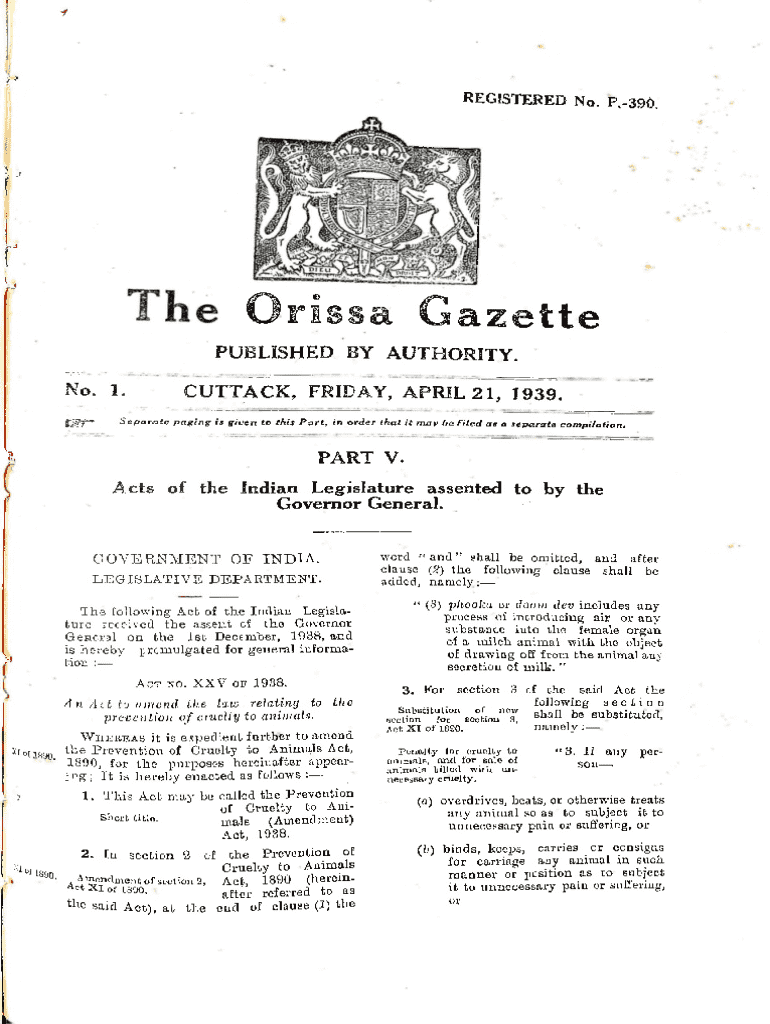 REGISTERED No. P.-390.
The Orissa Gazette
PUBLISHED BY AUTHORITY.
No. 1. CUTTACK, FRIDAY, APRIL 21, 1939.
Separate paging is given to this Part, in order that it may be filed as a separate compilation.
PART V.
Acts of the Indian Legislature assented to by the
Governor General.
GOVERNMENT OF INDIA.
LEGISLATIVE DEPARTMENT.
The following Act of the Indian Legisla-
ture received the assent of the Governor
General on the 1st December, 1938, and
is hereby promulgated for general informa-
tion :—
ACT NO. XXV OF 1938.
An Act to amend the law relating to the
prevention of cruelty to animals.
WHEREAS it is expedient further to amend
XI of 1890. the Prevention of Cruelty to Animals Act,
1890, for the purposes hereinafter appear-
ing; It is hereby enacted as follows :—
1. This Act may be called the Prevention
Short title. of Cruelty to Ani-
mals (Amendment)
Act, 1938.
2. In section 2 of the Prevention of
XI of 1890. Cruelty to Animals
Amendment of section 2, Act, 1890 (herein-
Act XI of 1890. after referred to as
the said Act), at the end of clause (1) the
word "and" shall be omitted, and after
clause (2) the following clause shall be
added, namely:—
"(3) phooka or doom dev includes any
process of introducing air or any
substance into the female organ
of a milch animal with the object
of drawing off from the animal any
secretion of milk."
3. For section 3 of the said Act the
following section
Substitution of new
section for section 3,
Act XI of 1890.
shall be substituted,
namely :—
Penalty for cruelty to
animals, and for sale of
animals killed with un-
necessary cruelty.
"3. If any per-
son—
(a) overdrives, beats, or otherwise treats
any animal so as to subject it to
unnecessary pain or suffering, or
(b) binds, keeps, carries or consigns
for carriage any animal in such
manner or position as to subject
it to unnecessary pain or suffering,
or